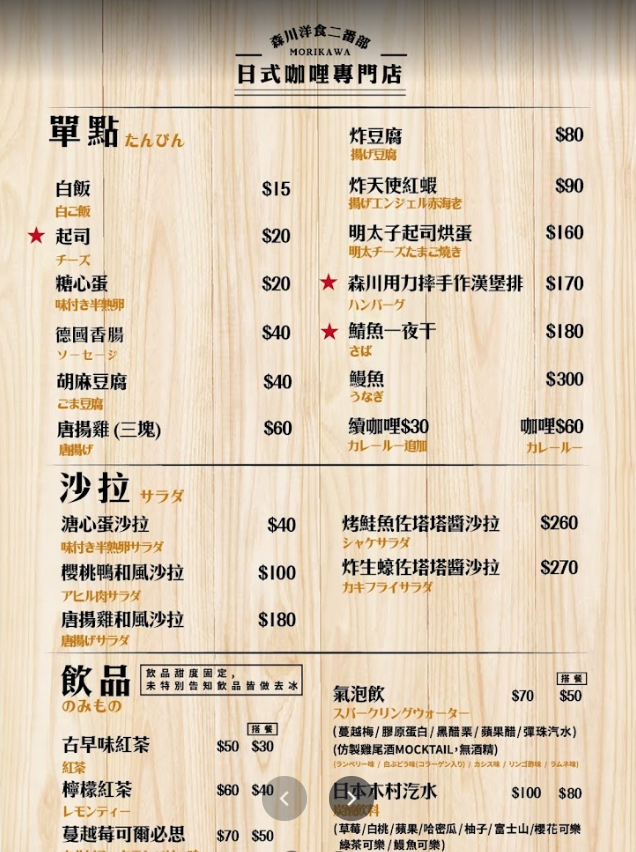 森川洋食二番部
MORIKAWA
日式咖哩專門店
單點 たんぴん
白飯 $15
白ご飯
★ 起司 $20
チーズ
糖心蛋 $20
味付き半熟卵
德國香腸 $40
ソーセージ
胡麻豆腐 $40
ごま豆腐
唐揚雞 (三塊) $60
唐揚げ
炸豆腐 $80
揚げ豆腐
炸天使紅蝦 $90
揚げエンジェル赤海老
明太子起司烘蛋 $160
明太チーズたまご焼き
★ 森川用力摔手作漢堡排 $170
ハンバーグ
★ 鯖魚一夜干 $180
さば
鰻魚 $300
うなぎ
續咖哩$30 咖哩$60
カレールー追加 カレールー
沙拉 サラダ
溏心蛋沙拉 $40
味付き半熟卵サラダ
櫻桃鴨和風沙拉 $100
アヒル肉サラダ
唐揚雞和風沙拉 $180
唐揚げサラダ
烤鮭魚佐塔塔醬沙拉 $260
シャケサラダ
炸生蠔佐塔塔醬沙拉 $270
カキフライサラダ
飲品
のみもの
飲品甜度固定,
未特別告知飲品皆做去冰
搭餐
古早味紅茶 $50 $30
紅茶
檸檬紅茶 $60 $40
レモンティー
蔓越莓可爾必思 $70 $50
搭餐
氣泡飲 $70 $50
スパークリングウォーター
(蔓越梅/膠原蛋白/黑醋栗/蘋果醋/彈珠汽水)
(仿製雞尾酒MOCKTAIL,無酒精)
(クランベリー味 / 白ぶどう味(コラーゲン入り) / カシス味 / リンゴ酢味 / ラムネ味)
日本木村汽水 $100 $80
炭酸飲料
(草莓/白桃/蘋果/哈密瓜/柚子/富士山/櫻花可樂
綠茶可樂/鰻魚可樂)